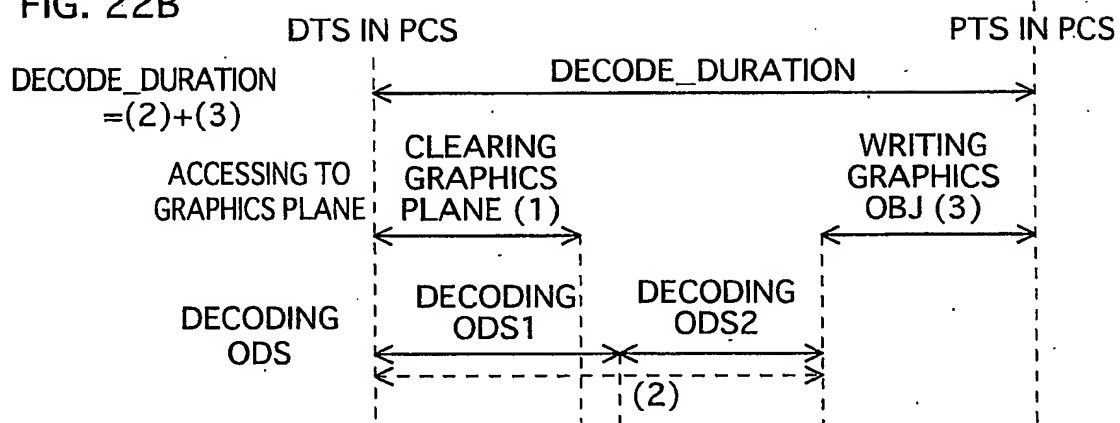 FIG. 22B
DTS IN PCS
PTS IN PCS
DECODE_DURATION
=(2)+(3)
DECODE_DURATION
ACCESSING TO
GRAPHICS PLANE
CLEARING
GRAPHICS
PLANE (1)
WRITING
GRAPHICS
OBJ (3)
DECODING
ODS
DECODING
ODS1
DECODING
ODS2
(2)